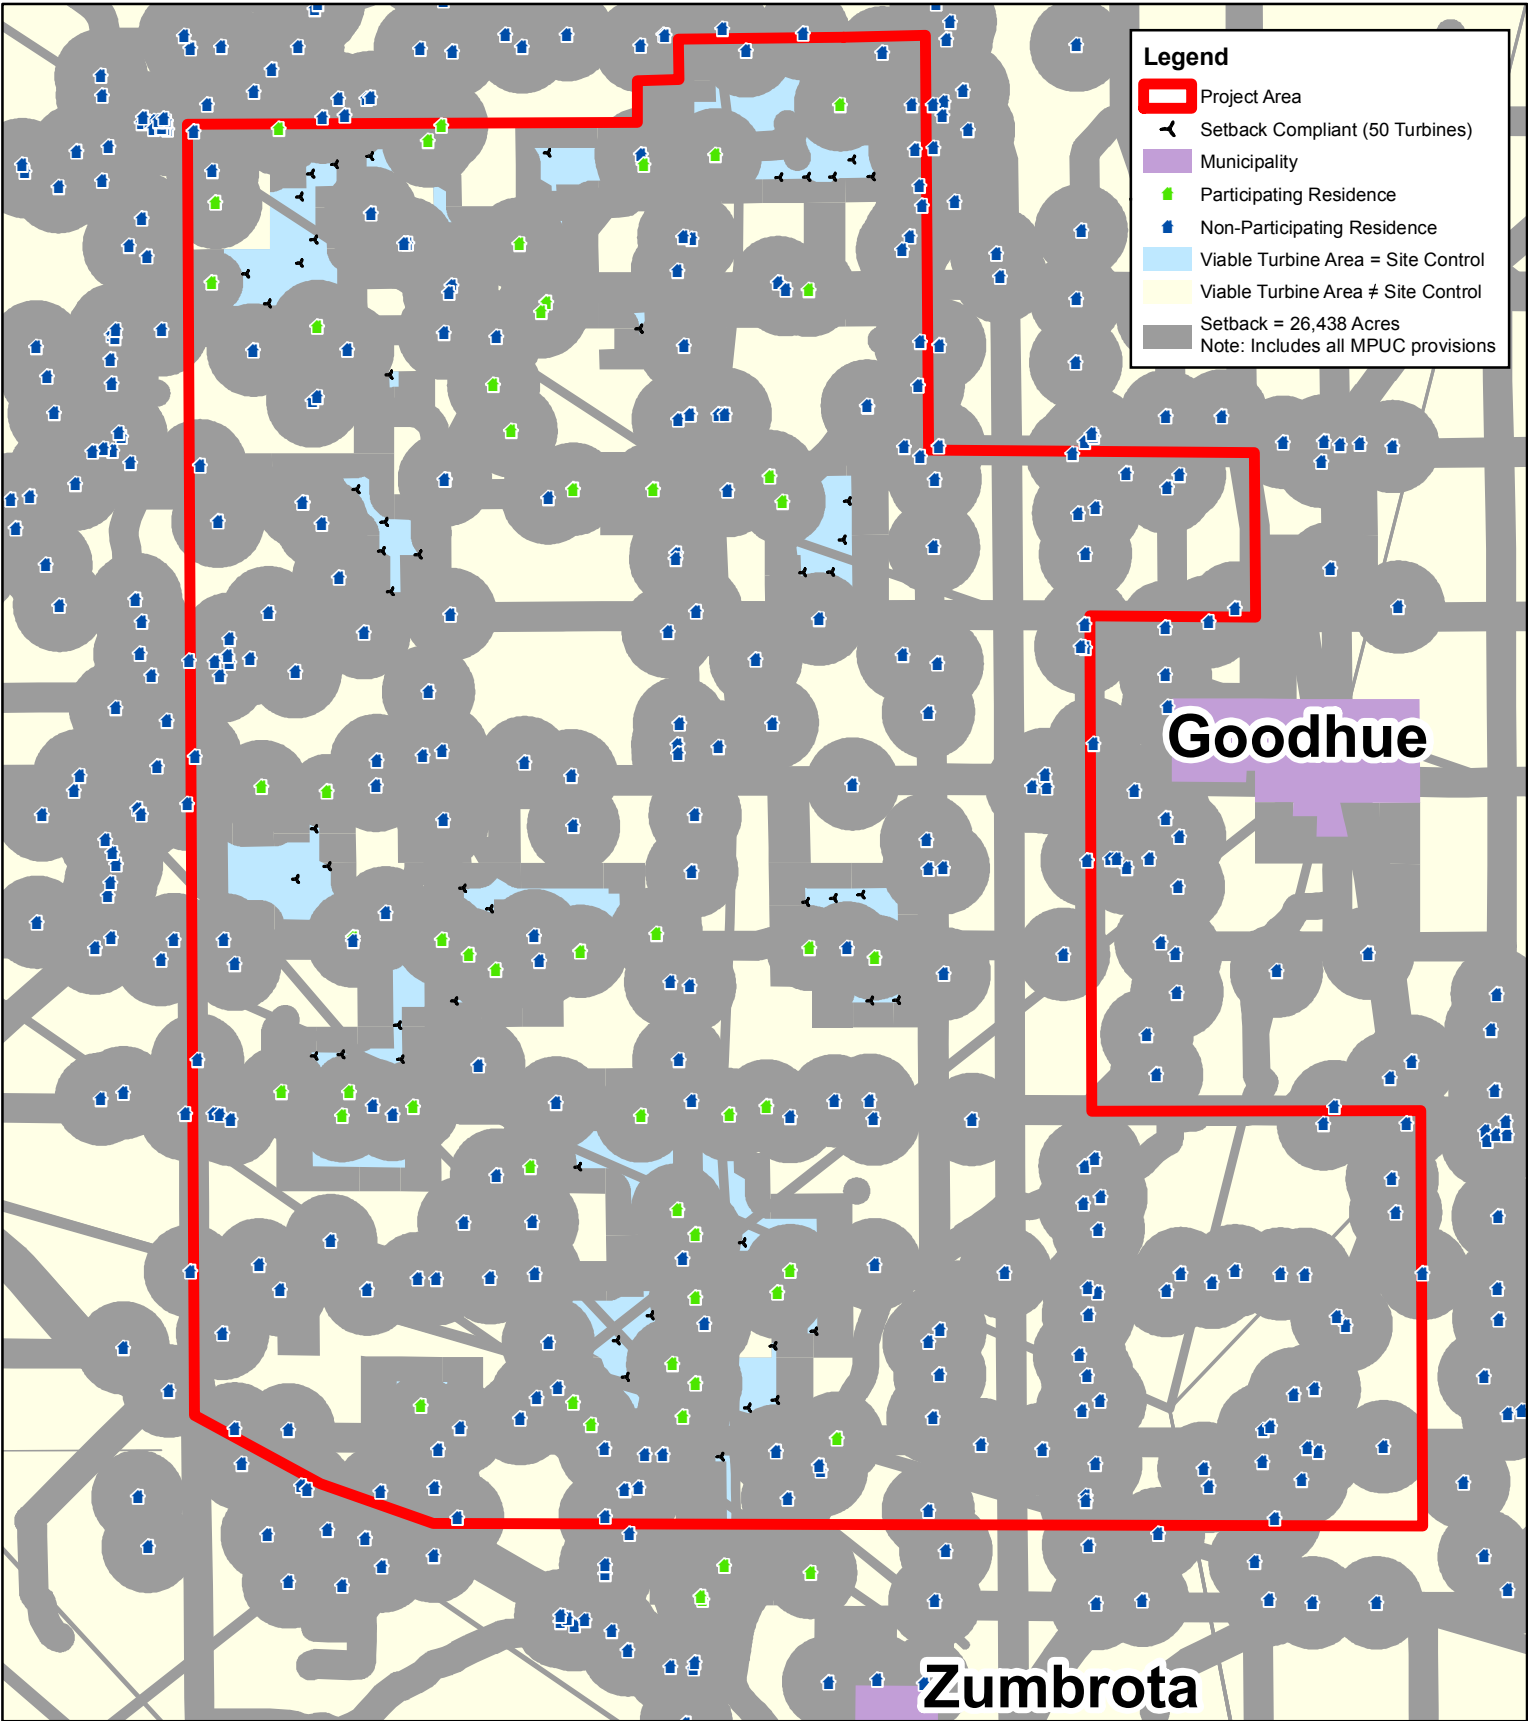 Legend
Project Area
Setback Compliant (50 Turbines)
Municipality
Participating Residence
Non-Participating Residence
Viable Turbine Area = Site Control
Viable Turbine Area ≠ Site Control
Setback = 26,438 Acres
Note: Includes all MPUC provisions
Goodhue
Zumbrota